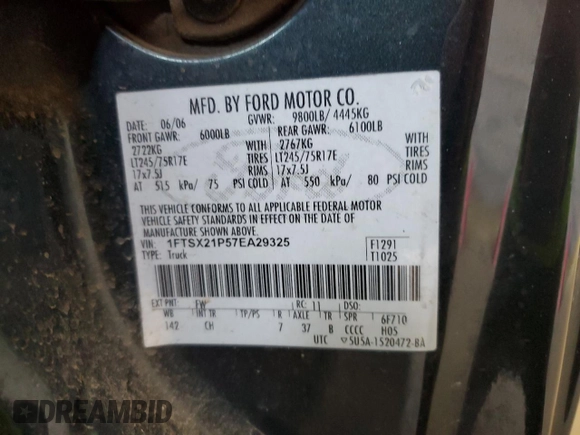 MFD. BY FORD MOTOR CO.
DATE: 06/06 GVWR: 9800LB/ 4445KG
FRONT GAWR: 6000LB REAR GAWR: 6100LB
2722KG WITH 2767KG WITH
LT245/75R17E TIRES LT245/75R17E TIRES
17x7.5J RIMS 17x7.5J RIMS
AT 515 kPa/ 75 PSI COLD AT 550 kPa/ 80 PSI COLD
THIS VEHICLE CONFORMS TO ALL APPLICABLE FEDERAL MOTOR
VEHICLE SAFETY STANDARDS IN EFFECT ON THE DATE OF
MANUFACTURE SHOWN ABOVE.
VIN: 1FTSX21P57EA29325 F1291
TYPE: Truck T1025
EXT PNT: FW RC: 11 DSO:
WB INT TR TP/PS R AXLE TR SPR 6F710
142 CH 7 37 B CCCC H05
UTC ▽5U5A-1520472-BA
DREAMBID